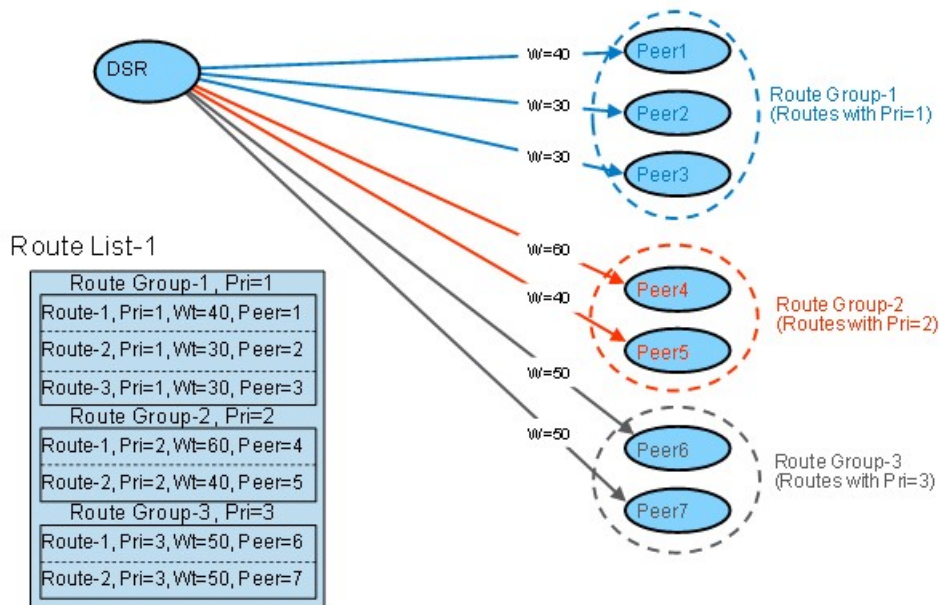 DSR
W=40
Peer1
W=30
Peer2
W=30
Peer3
Route Group-1
(Routes with Pri=1)
W=60
Peer4
W=40
Peer5
Route Group-2
(Routes with Pri=2)
W=50
Peer6
W=50
Peer7
Route Group-3
(Routes with Pri=3)
Route List-1
Route Group-1, Pri=1
Route-1, Pri=1, Wt=40, Peer=1
Route-2, Pri=1, Wt=30, Peer=2
Route-3, Pri=1, Wt=30, Peer=3
Route Group-2, Pri=2
Route-1, Pri=2, Wt=60, Peer=4
Route-2, Pri=2, Wt=40, Peer=5
Route Group-3, Pri=3
Route-1, Pri=3, Wt=50, Peer=6
Route-2, Pri=3, Wt=50, Peer=7